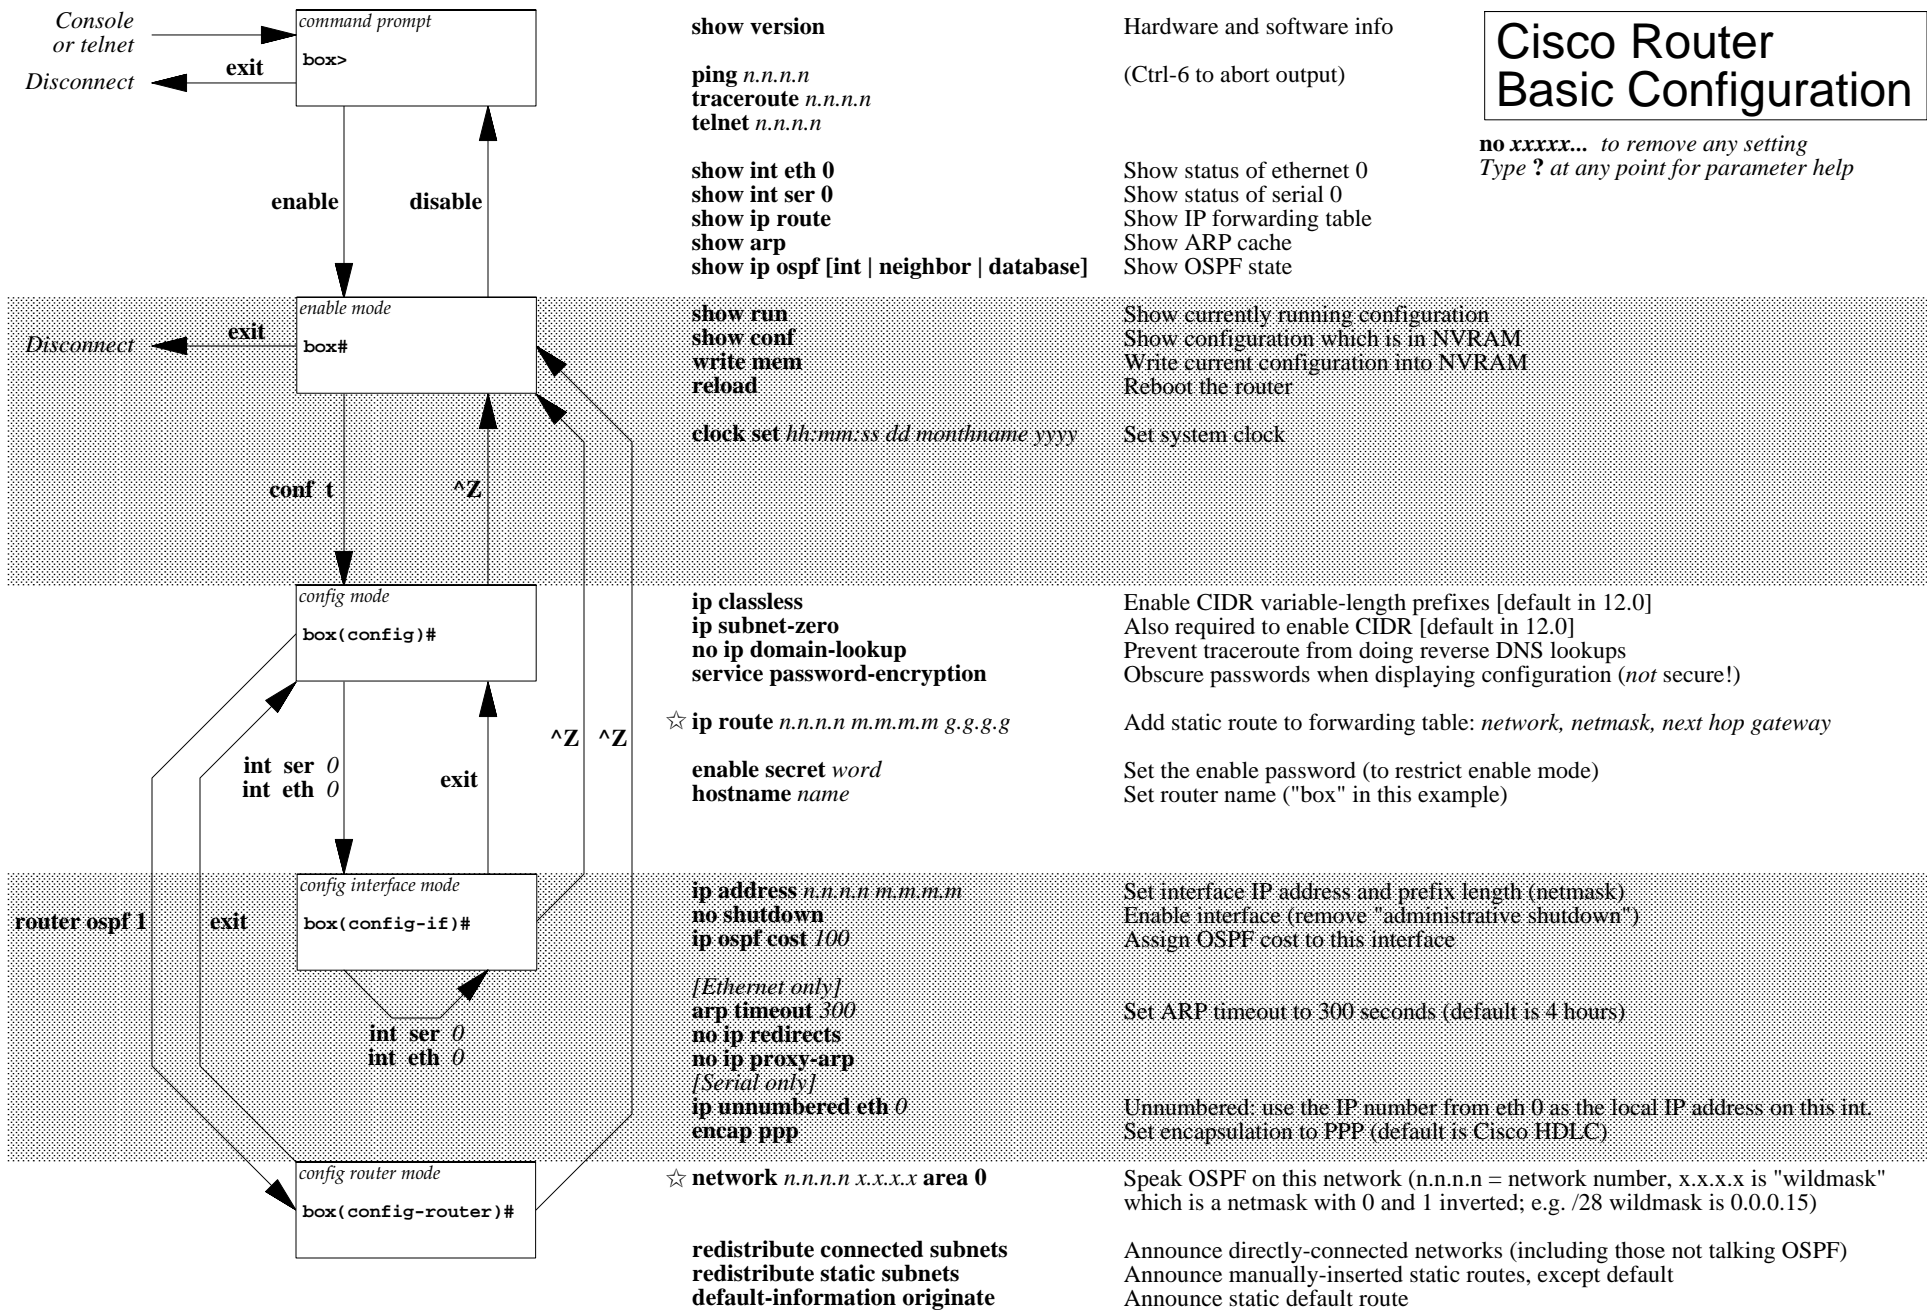 Console
or telnet
Disconnect
exit
command prompt
box>
enable
disable
show version Hardware and software info
ping n.n.n.n (Ctrl-6 to abort output)
traceroute n.n.n.n
telnet n.n.n.n
show int eth 0 Show status of ethernet 0
show int ser 0 Show status of serial 0
show ip route Show IP forwarding table
show arp Show ARP cache
show ip ospf [int | neighbor | database] Show OSPF state
Cisco Router
Basic Configuration
no xxxxx... to remove any setting
Type ? at any point for parameter help
Disconnect
exit
enable mode
box#
conf t
^Z
show run Show currently running configuration
show conf Show configuration which is in NVRAM
write mem Write current configuration into NVRAM
reload Reboot the router
clock set hh:mm:ss dd monthname yyyy Set system clock
config mode
box(config)#
int ser 0
int eth 0
exit
^Z ^Z
ip classless Enable CIDR variable-length prefixes [default in 12.0]
ip subnet-zero Also required to enable CIDR [default in 12.0]
no ip domain-lookup Prevent traceroute from doing reverse DNS lookups
service password-encryption Obscure passwords when displaying configuration (not secure!)
☆ ip route n.n.n.n m.m.m.m g.g.g.g Add static route to forwarding table: network, netmask, next hop gateway
enable secret word Set the enable password (to restrict enable mode)
hostname name Set router name ("box" in this example)
router ospf 1
exit
config interface mode
box(config-if)#
int ser 0
int eth 0
ip address n.n.n.n m.m.m.m Set interface IP address and prefix length (netmask)
no shutdown Enable interface (remove "administrative shutdown")
ip ospf cost 100 Assign OSPF cost to this interface
[Ethernet only]
arp timeout 300 Set ARP timeout to 300 seconds (default is 4 hours)
no ip redirects
no ip proxy-arp
[Serial only]
ip unnumbered eth 0 Unnumbered: use the IP number from eth 0 as the local IP address on this int.
encap ppp Set encapsulation to PPP (default is Cisco HDLC)
config router mode
box(config-router)#
☆ network n.n.n.n x.x.x.x area 0 Speak OSPF on this network (n.n.n.n = network number, x.x.x.x is "wildmask"
which is a netmask with 0 and 1 inverted; e.g. /28 wildmask is 0.0.0.15)
redistribute connected subnets Announce directly-connected networks (including those not talking OSPF)
redistribute static subnets Announce manually-inserted static routes, except default
default-information originate Announce static default route